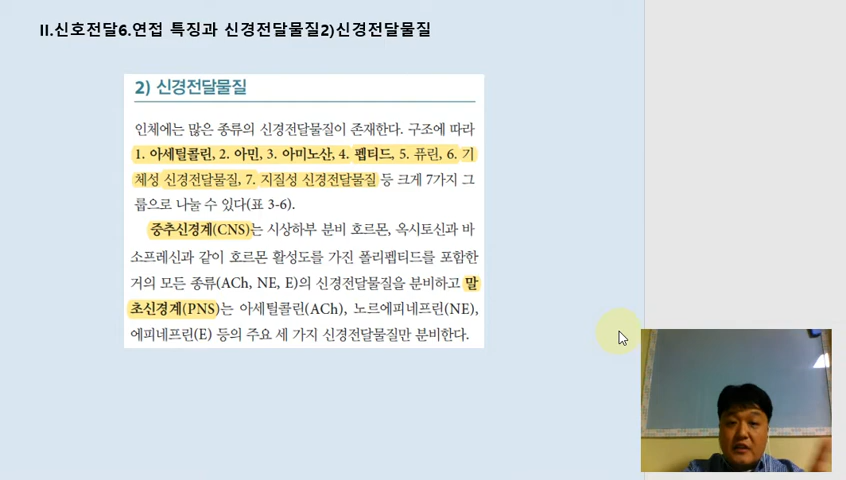 II.신호전달6.연접 특징과 신경전달물질2)신경전달물질
2) 신경전달물질
인체에는 많은 종류의 신경전달물질이 존재한다. 구조에 따라
1. 아세틸콜린, 2. 아민, 3. 아미노산, 4. 펩티드, 5. 퓨린, 6. 기
체성 신경전달물질, 7. 지질성 신경전달물질 등 크게 7가지 그
룹으로 나눌 수 있다(표 3-6).
중추신경계(CNS)는 시상하부 분비 호르몬, 옥시토신과 바
소프레신과 같이 호르몬 활성도를 가진 폴리펩티드를 포함한
거의 모든 종류(ACh, NE, E)의 신경전달물질을 분비하고 말
초신경계(PNS)는 아세틸콜린(ACh), 노르에피네프린(NE),
에피네프린(E) 등의 주요 세 가지 신경전달물질만 분비한다.